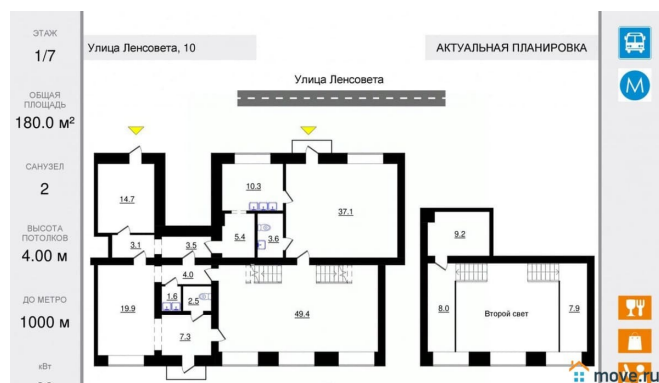 ЭТАЖ
1/7
ОБЩАЯ
ПЛОЩАДЬ
180.0 м²
САНУЗЕЛ
2
ВЫСОТА
ПОТОЛКОВ
4.00 м
ДО МЕТРО
1000 м
кВт
Улица Ленсовета, 10
АКТУАЛЬНАЯ ПЛАНИРОВКА
Улица Ленсовета
14.7
10.3
37.1
3.1
3.5
5.4
3.6
4.0
19.9
1.6
2.5
7.3
49.4
9.2
8.0
Второй свет
7.9
М
move.ru